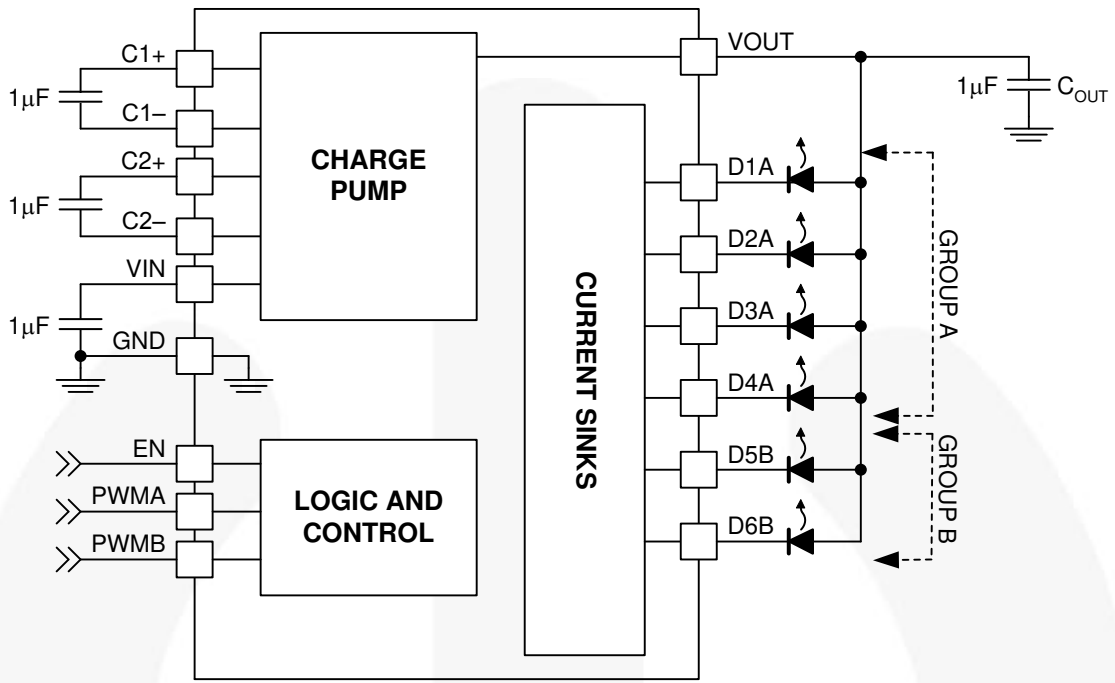 C1+
1μF
C1–
C2+
1μF
C2–
VIN
1μF
GND
EN
PWMA
PWMB
CHARGE
PUMP
LOGIC AND
CONTROL
CURRENT SINKS
VOUT
1μF
COUT
D1A
D2A
D3A
D4A
D5B
D6B
GROUP A
GROUP B